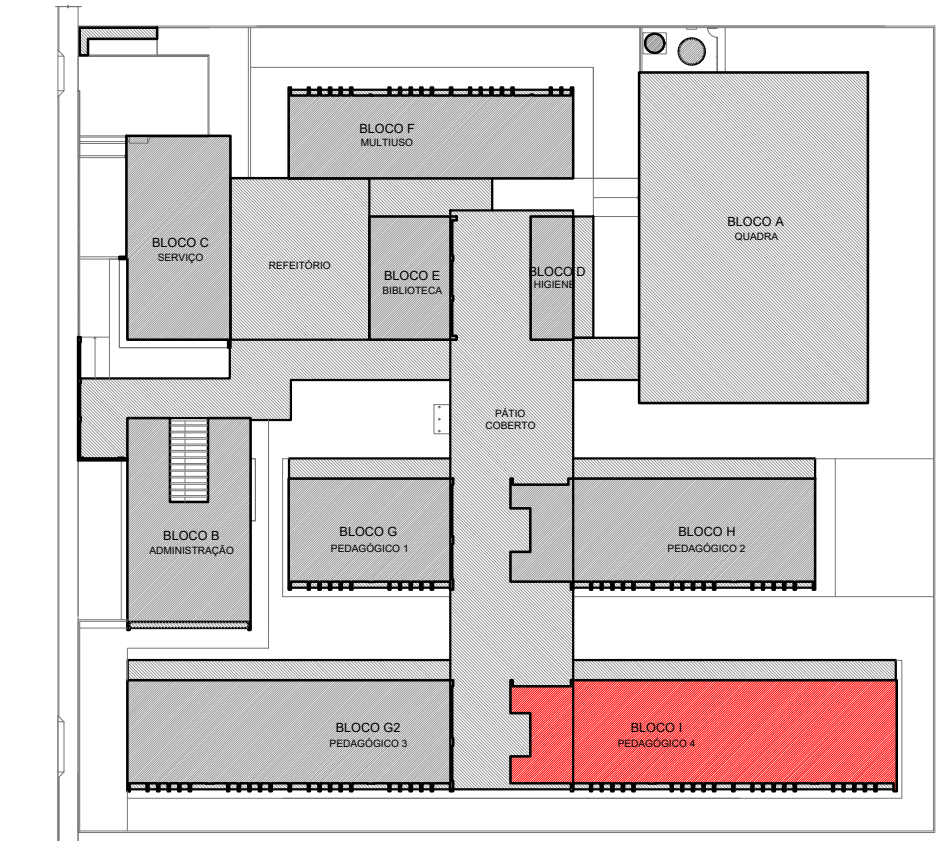 BLOCO F
MULTIUSO
BLOCO A
QUADRA
BLOCO C
SERVIÇO
REFEITÓRIO
BLOCO E
BIBLIOTECA
BLOCO D
HIGIENE
PÁTIO
COBERTO
BLOCO B
ADMINISTRAÇÃO
BLOCO G
PEDAGÓGICO 1
BLOCO H
PEDAGÓGICO 2
BLOCO G2
PEDAGÓGICO 3
BLOCO I
PEDAGÓGICO 4